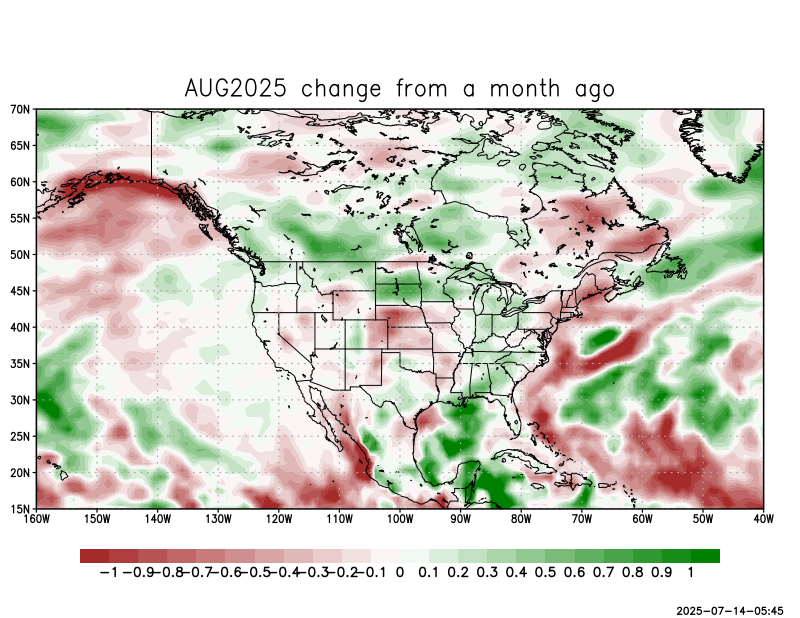 AUG2025 change from a month ago
70N
65N
60N
55N
50N
45N
40N
35N
30N
25N
20N
15N
160W 150W 140W 130W 120W 110W 100W 90W 80W 70W 60W 50W 40W
-1 -0.9 -0.8 -0.7 -0.6 -0.5 -0.4 -0.3 -0.2 -0.1 0 0.1 0.2 0.3 0.4 0.5 0.6 0.7 0.8 0.9 1
2025-07-14-05:45